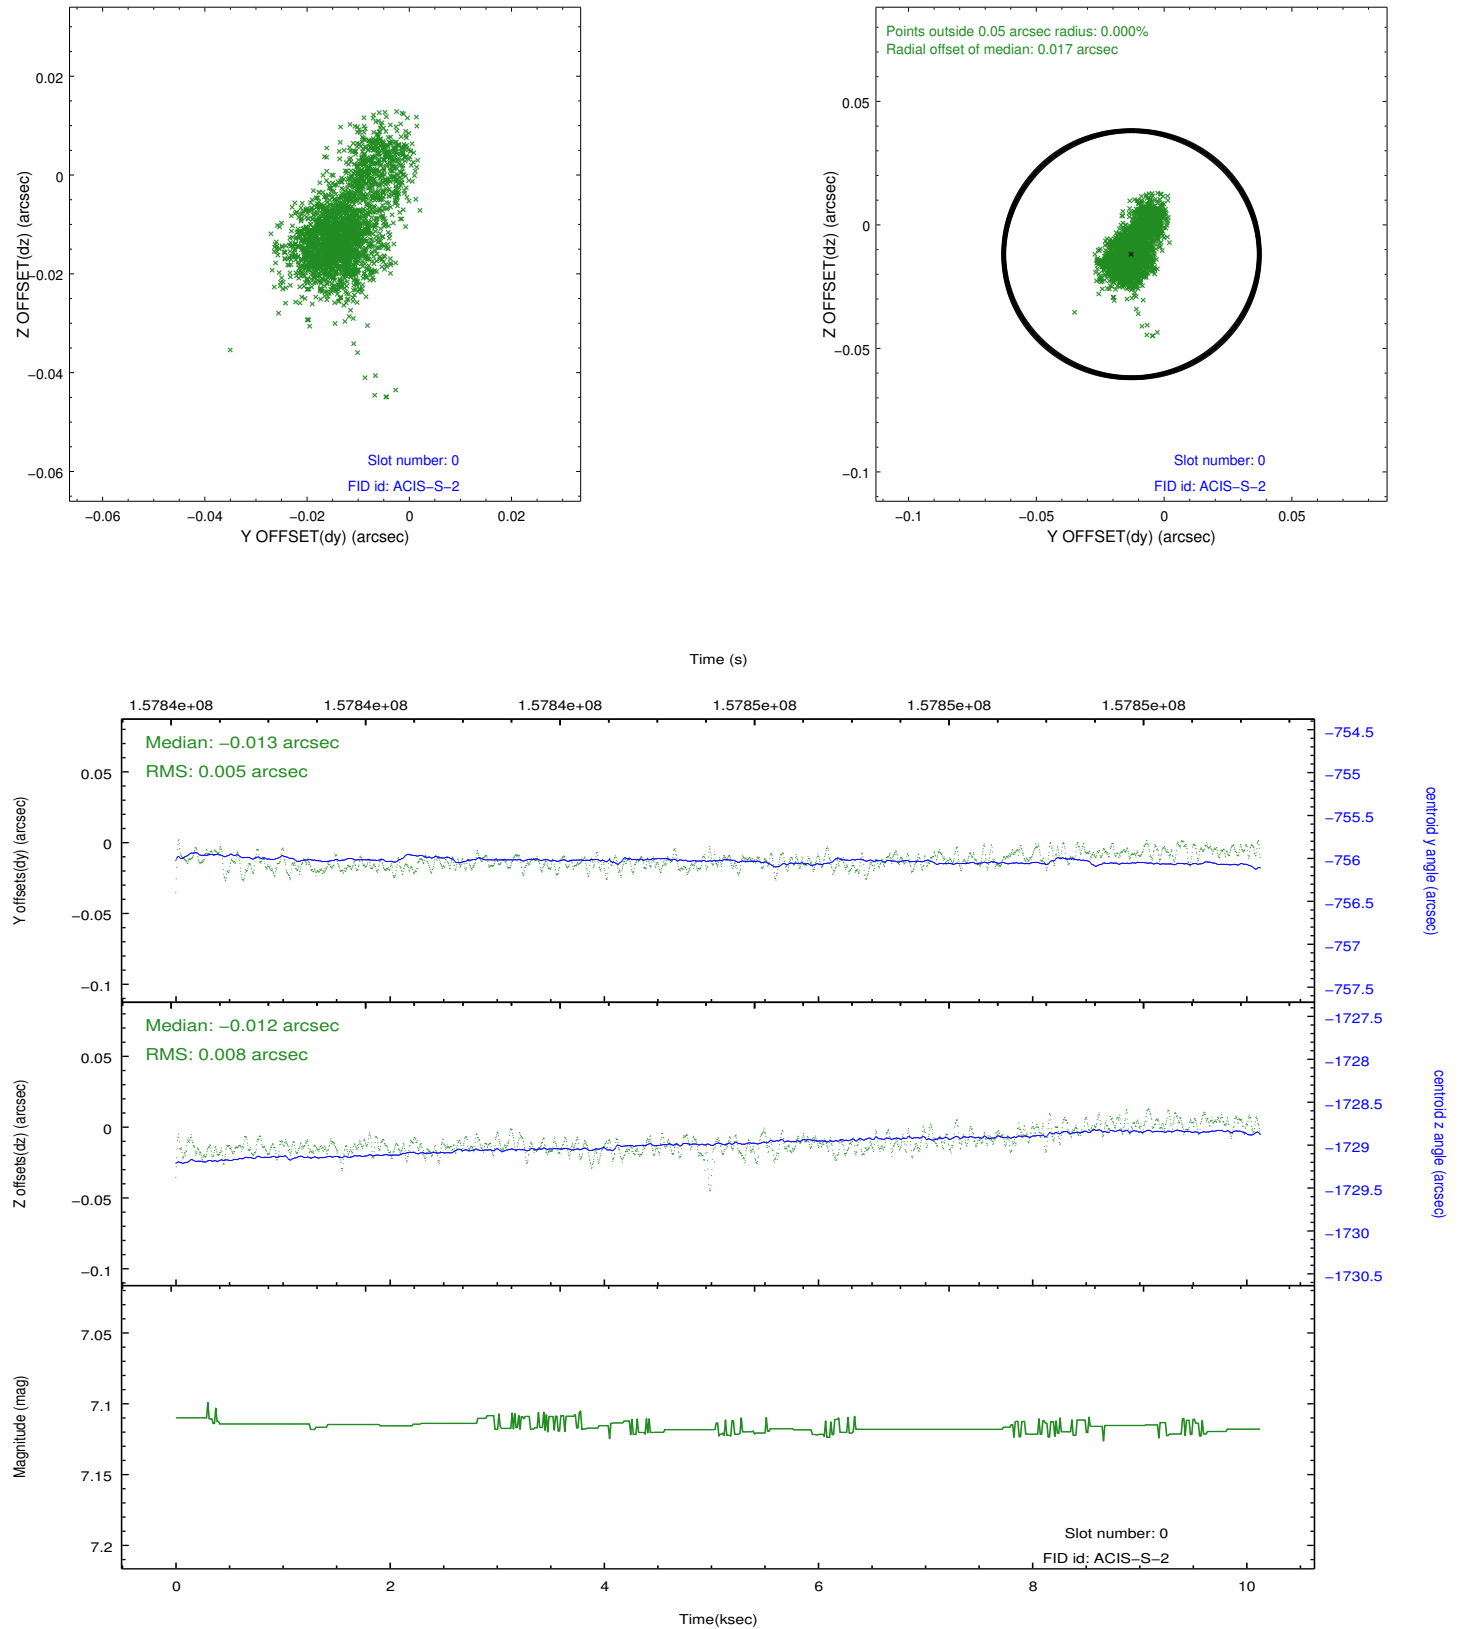 0.02
0
−0.02
−0.04
−0.06
Z OFFSET(dz) (arcsec)
Slot number: 0
FID id: ACIS−S−2
−0.06
−0.04
−0.02
0
0.02
Y OFFSET(dy) (arcsec)
Points outside 0.05 arcsec radius: 0.000%
Radial offset of median: 0.017 arcsec
0.05
0
−0.05
−0.1
Z OFFSET(dz) (arcsec)
Slot number: 0
FID id: ACIS−S−2
−0.1
−0.05
0
0.05
Y OFFSET(dy) (arcsec)
Time (s)
1.5784e+08
1.5784e+08
1.5784e+08
1.5785e+08
1.5785e+08
1.5785e+08
Median: −0.013 arcsec
RMS: 0.005 arcsec
0.05
0
−0.05
−0.1
Y offsets(dy) (arcsec)
−754.5
−755
−755.5
−756
−756.5
−757
−757.5
centroid y angle (arcsec)
Median: −0.012 arcsec
RMS: 0.008 arcsec
0.05
0
−0.05
−0.1
Z offsets(dz) (arcsec)
−1727.5
−1728
−1728.5
−1729
−1729.5
−1730
−1730.5
centroid z angle (arcsec)
7.05
7.1
7.15
7.2
Magnitude (mag)
Slot number: 0
FID id: ACIS−S−2
0
2
4
6
8
10
Time(ksec)